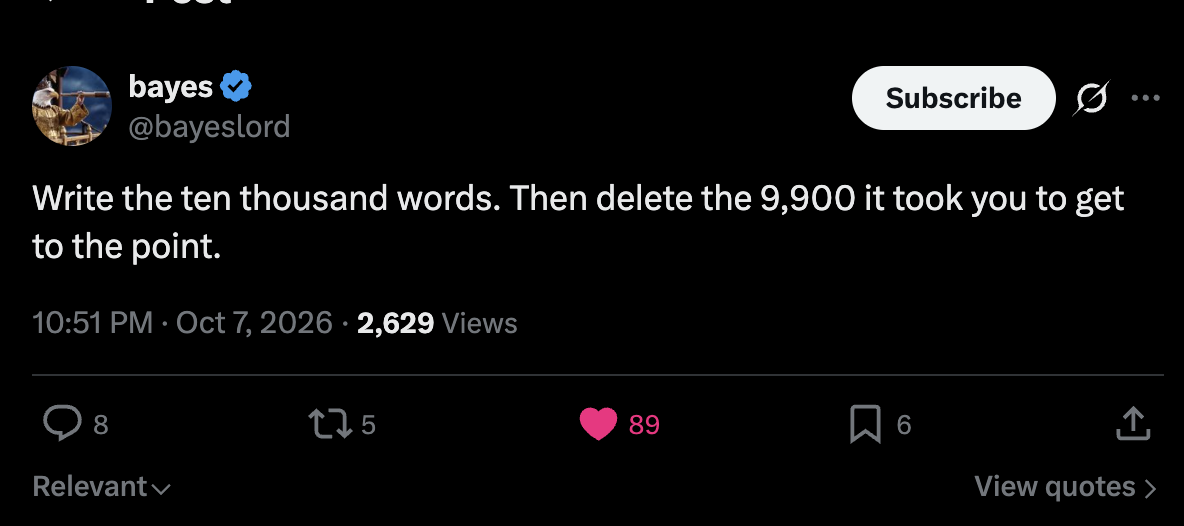 Post
bayes
@bayeslord
Subscribe
Write the ten thousand words. Then delete the 9,900 it took you to get
to the point.
10:51 PM · Oct 7, 2026 · 2,629 Views
8 5 89 6
Relevant View quotes